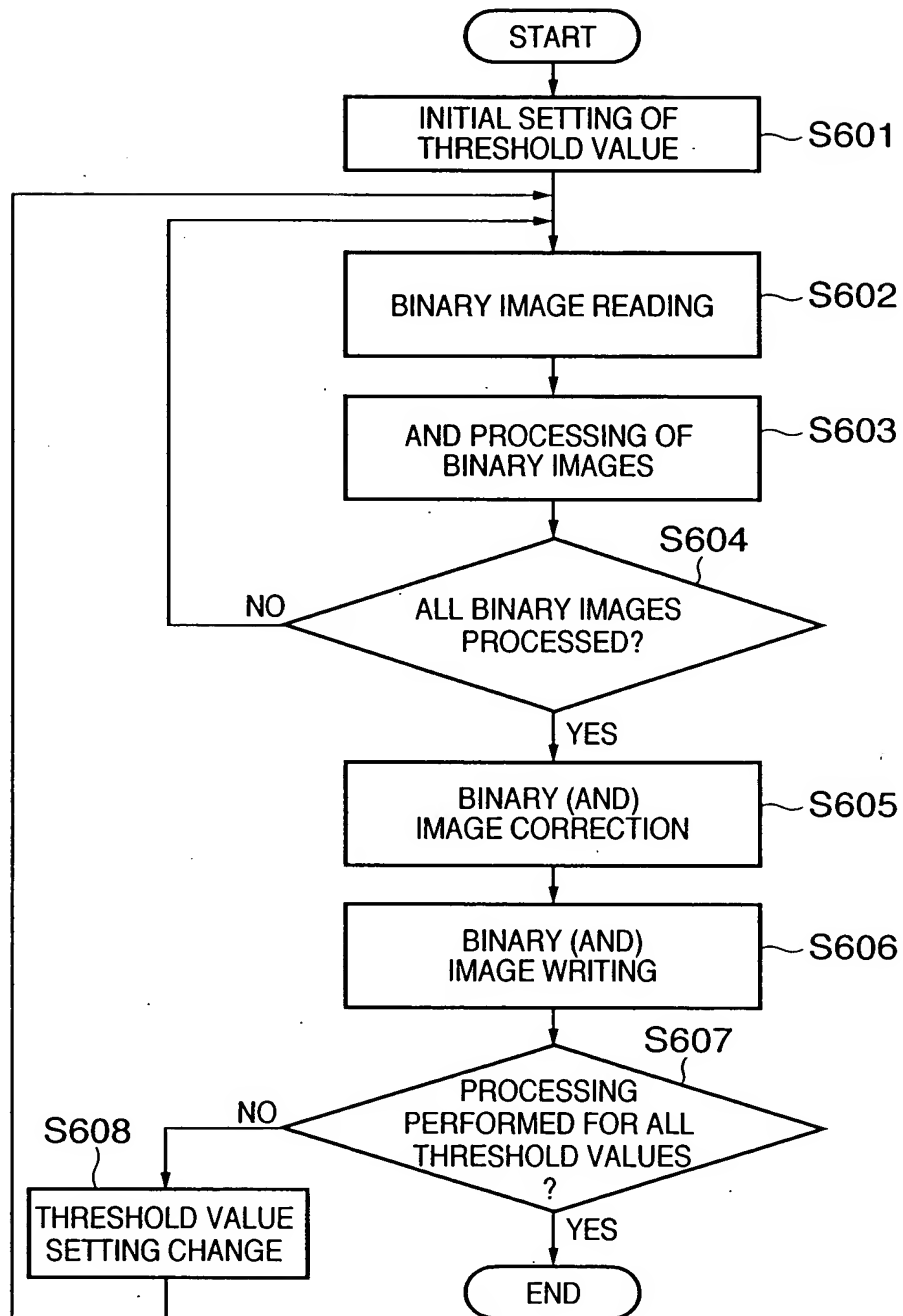 START
INITIAL SETTING OF
THRESHOLD VALUE
S601
BINARY IMAGE READING
S602
AND PROCESSING OF
BINARY IMAGES
S603
S604
NO
ALL BINARY IMAGES
PROCESSED?
YES
BINARY (AND)
IMAGE CORRECTION
S605
BINARY (AND)
IMAGE WRITING
S606
S607
NO
PROCESSING
PERFORMED FOR ALL
THRESHOLD VALUES
?
S608
THRESHOLD VALUE
SETTING CHANGE
YES
END